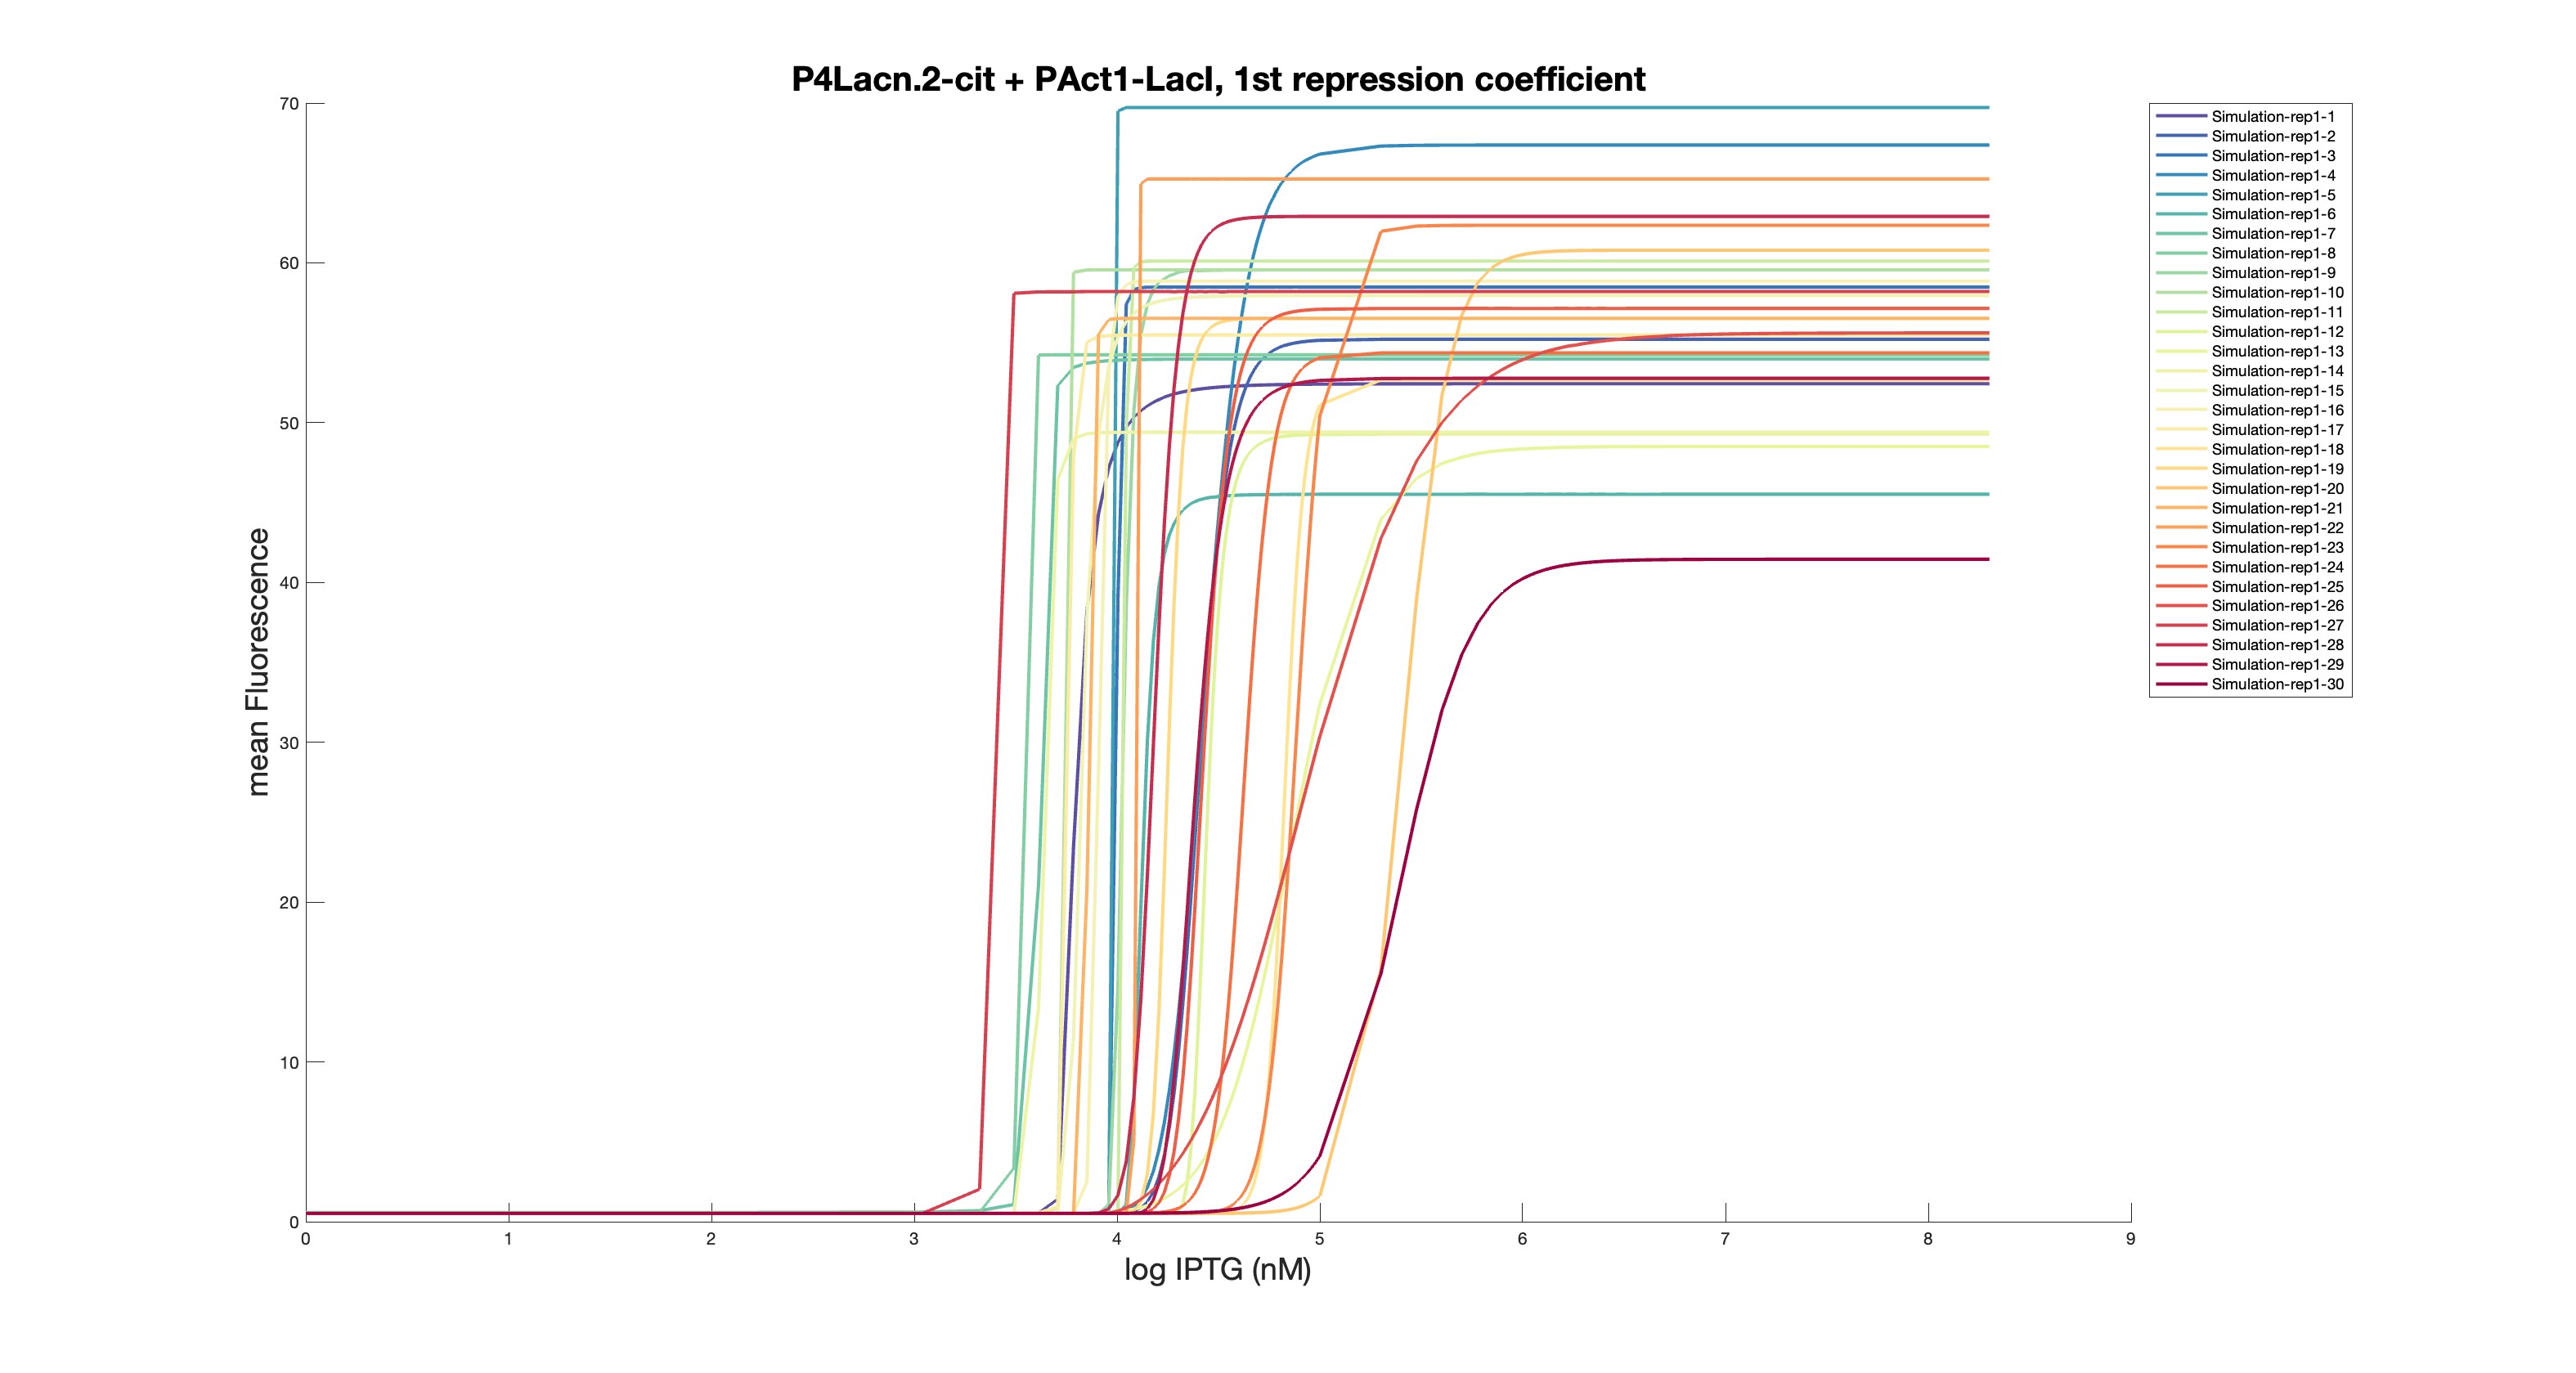 P4Lacn.2-cit + PAct1-LacI, 1st repression coefficient
70
60
50
40
30
20
10
0
mean Fluorescence
0 1 2 3 4 5 6 7 8 9
log IPTG (nM)
Simulation-rep1-1
Simulation-rep1-2
Simulation-rep1-3
Simulation-rep1-4
Simulation-rep1-5
Simulation-rep1-6
Simulation-rep1-7
Simulation-rep1-8
Simulation-rep1-9
Simulation-rep1-10
Simulation-rep1-11
Simulation-rep1-12
Simulation-rep1-13
Simulation-rep1-14
Simulation-rep1-15
Simulation-rep1-16
Simulation-rep1-17
Simulation-rep1-18
Simulation-rep1-19
Simulation-rep1-20
Simulation-rep1-21
Simulation-rep1-22
Simulation-rep1-23
Simulation-rep1-24
Simulation-rep1-25
Simulation-rep1-26
Simulation-rep1-27
Simulation-rep1-28
Simulation-rep1-29
Simulation-rep1-30